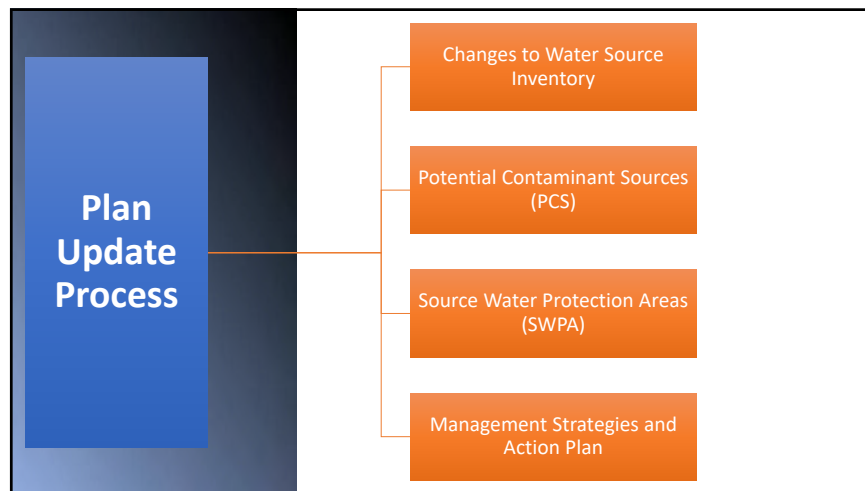 Plan
Update
Process
Changes to Water Source
Inventory
Potential Contaminant Sources
(PCS)
Source Water Protection Areas
(SWPA)
Management Strategies and
Action Plan